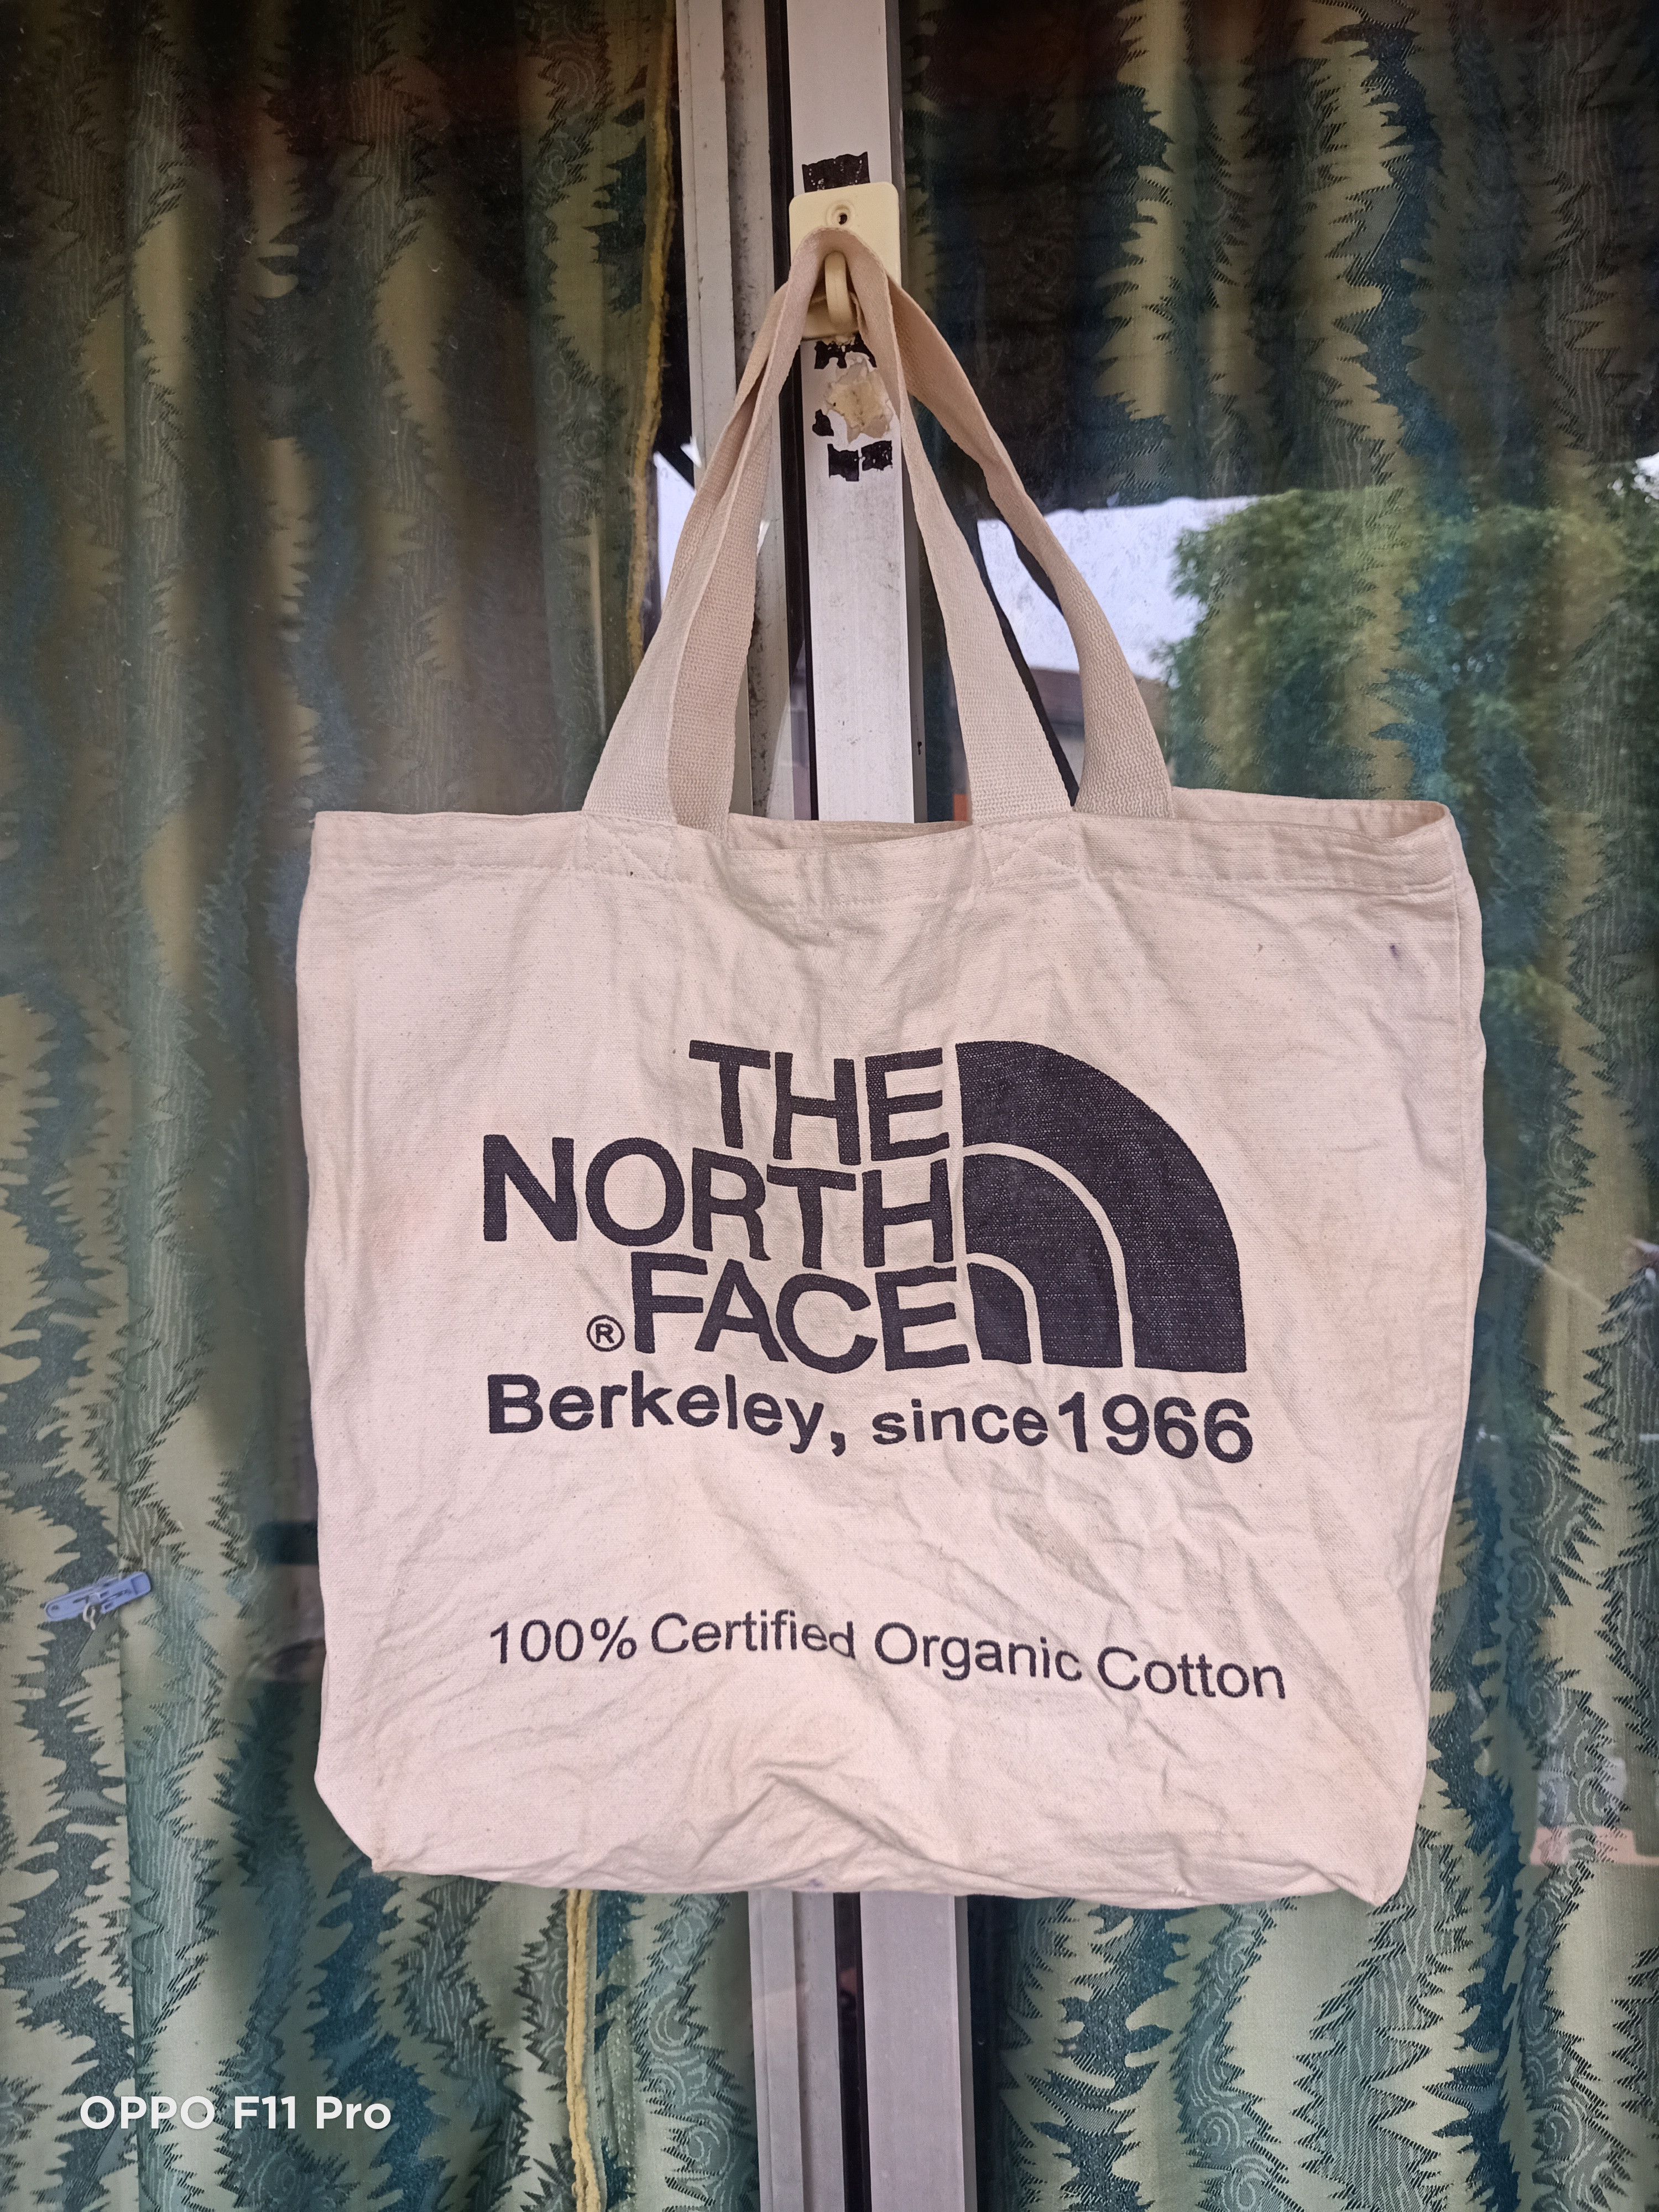 THE
NORTH
® FACE
Berkeley, since 1966
100% Certified Organic Cotton
OPPO F11 Pro